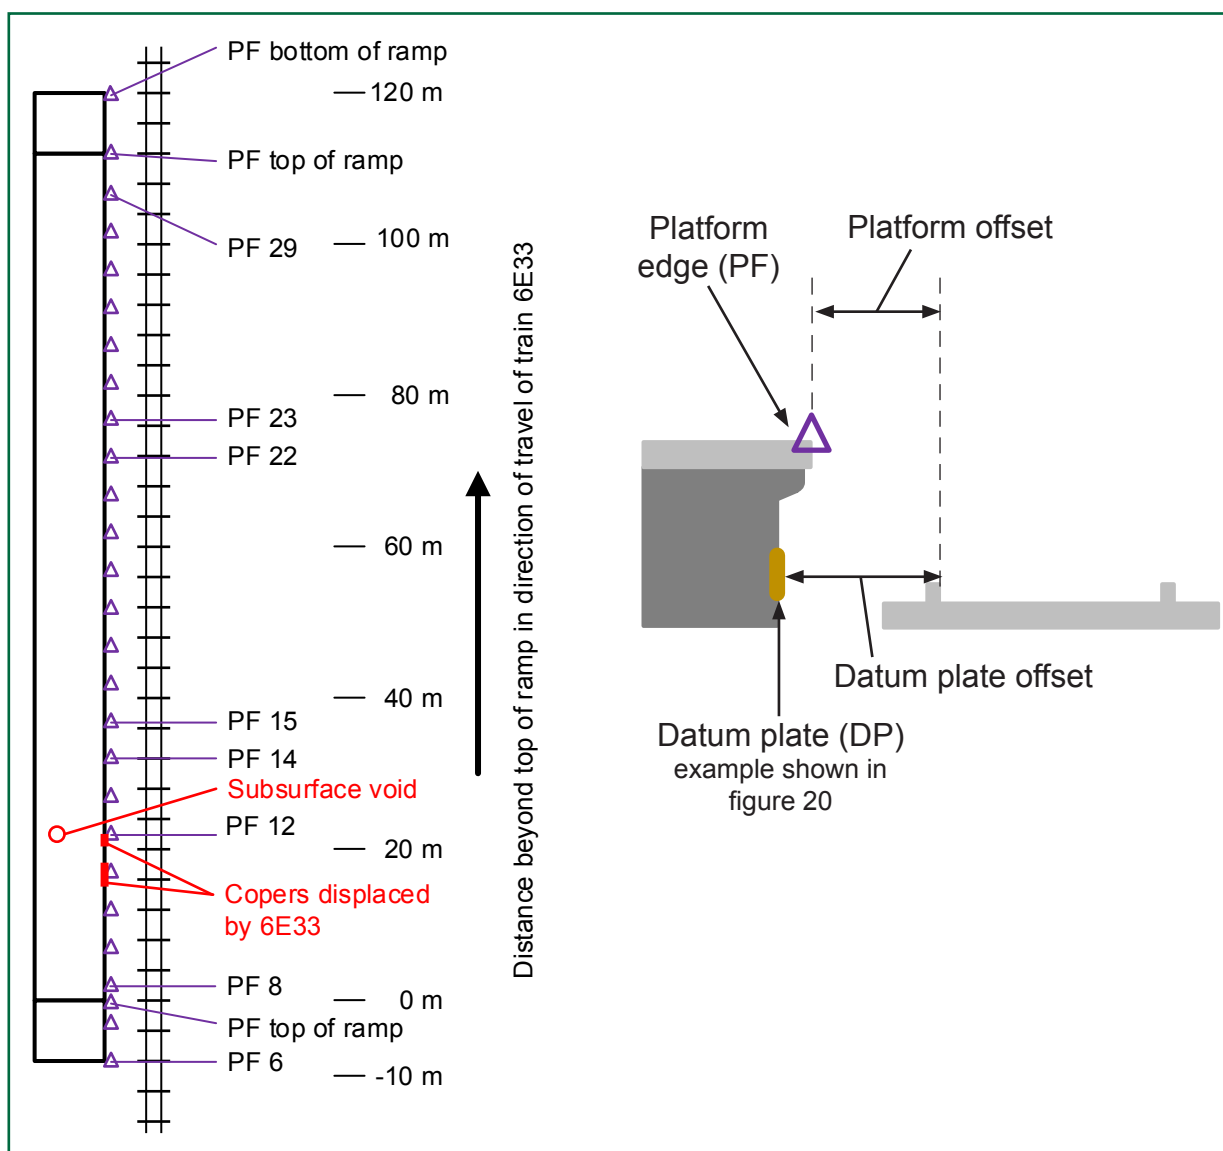 PF bottom of ramp
120 m
PF top of ramp
PF 29
100 m
PF 23
80 m
PF 22
60 m
PF 15
40 m
PF 14
Subsurface void
PF 12
20 m
Copers displaced
by 6E33
PF 8
0 m
PF top of ramp
PF 6
-10 m
Distance beyond top of ramp in direction of travel of train 6E33
Platform
edge (PF)
Platform offset
Datum plate offset
Datum plate (DP)
example shown in
figure 20